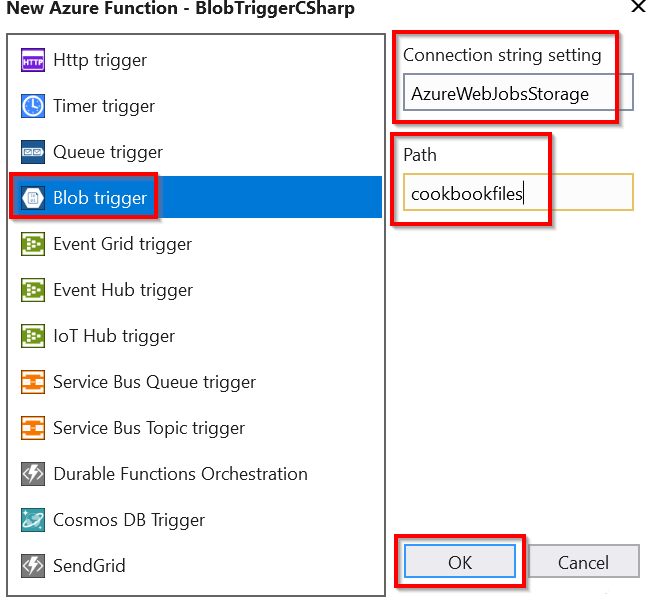 New Azure Function - BlobTriggerCSharp
HTTP
Http trigger
Timer trigger
Queue trigger
Blob trigger
Event Grid trigger
Event Hub trigger
IoT Hub trigger
Service Bus Queue trigger
Service Bus Topic trigger
Durable Functions Orchestration
Cosmos DB Trigger
SendGrid
Connection string setting
AzureWebJobsStorage
Path
cookbookfiles
OK
Cancel